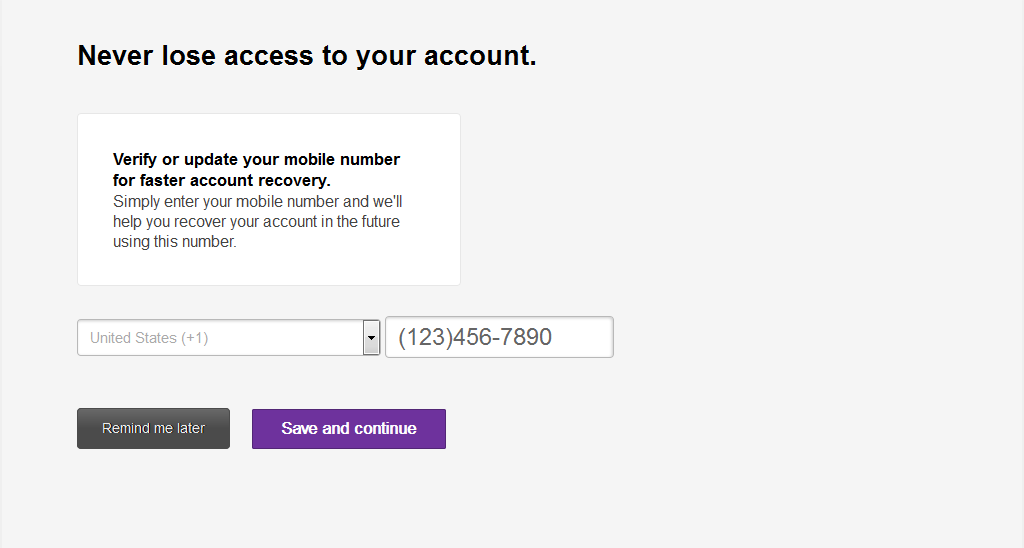 Never lose access to your account.
Verify or update your mobile number
for faster account recovery.
Simply enter your mobile number and we'll
help you recover your account in the future
using this number.
United States (+1)
(123)456-7890
Remind me later
Save and continue